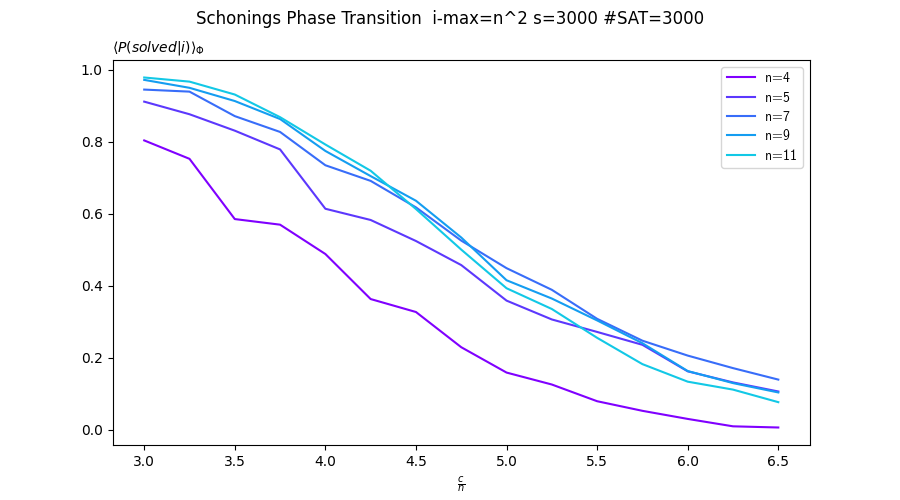 Schonings Phase Transition  i-max=n^2 s=3000 #SAT=3000
⟨P(solved|i)⟩Φ
1.0
0.8
0.6
0.4
0.2
0.0
n=4
n=5
n=7
n=9
n=11
3.0 3.5 4.0 4.5 5.0 5.5 6.0 6.5
c/n